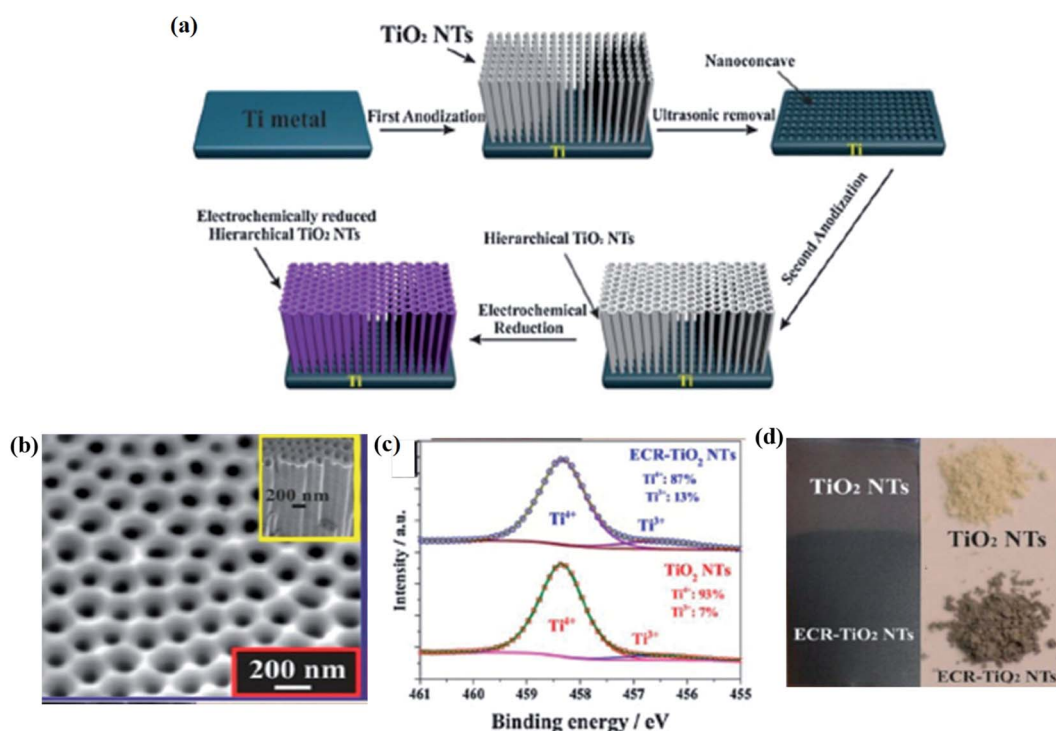 (a)
TiO₂ NTs
Nanoconcave
Ti metal
First Anodization
Ultrasonic removal
Ti
Ti
Second Anodization
Electrochemically reduced
Hierarchical TiO₂ NTs
Hierarchical TiO₂ NTs
Electrochemical
Reduction
Ti
Ti
(b)
200 nm
200 nm
(c)
ECR-TiO₂ NTs
Ti⁴⁺: 87%
Ti³⁺: 13%
Ti⁴⁺
Ti³⁺
TiO₂ NTs
Ti⁴⁺: 93%
Ti³⁺: 7%
Ti⁴⁺
Ti³⁺
Intensity / a.u.
461 460 459 458 457 456 455
Binding energy / eV
(d)
TiO₂ NTs
TiO₂ NTs
ECR-TiO₂ NTs
ECR-TiO₂ NTs